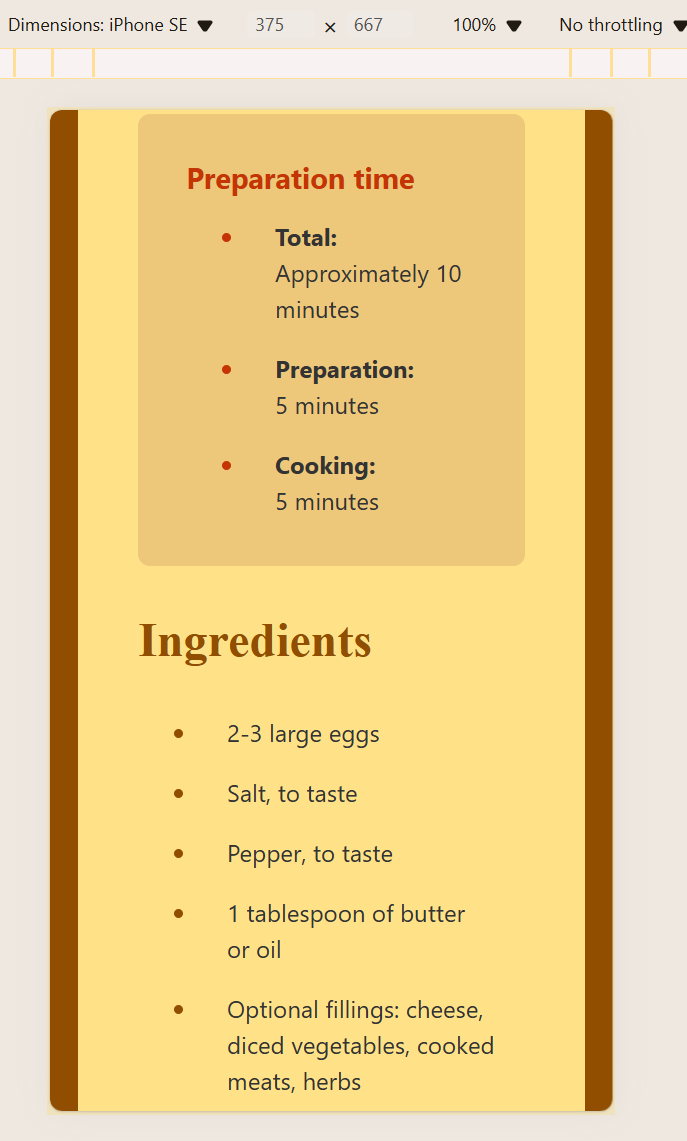 Dimensions: iPhone SE 375 × 667 100% No throttling
Preparation time
• Total:
Approximately 10
minutes
• Preparation:
5 minutes
• Cooking:
5 minutes
Ingredients
• 2-3 large eggs
• Salt, to taste
• Pepper, to taste
• 1 tablespoon of butter
or oil
• Optional fillings: cheese,
diced vegetables, cooked
meats, herbs